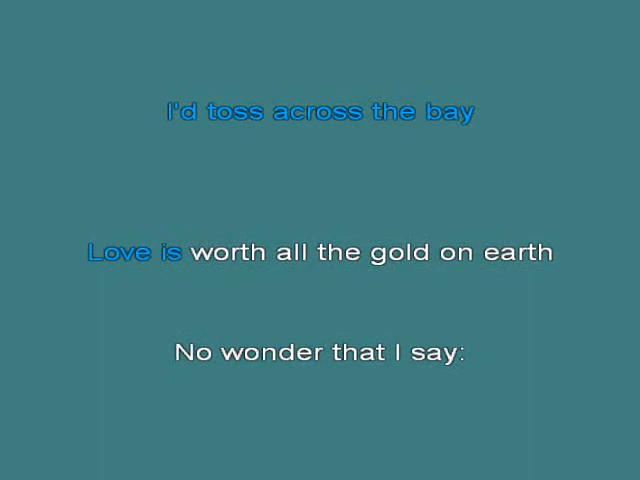 I'd toss across the bay
Love is worth all the gold on earth
No wonder that I say: